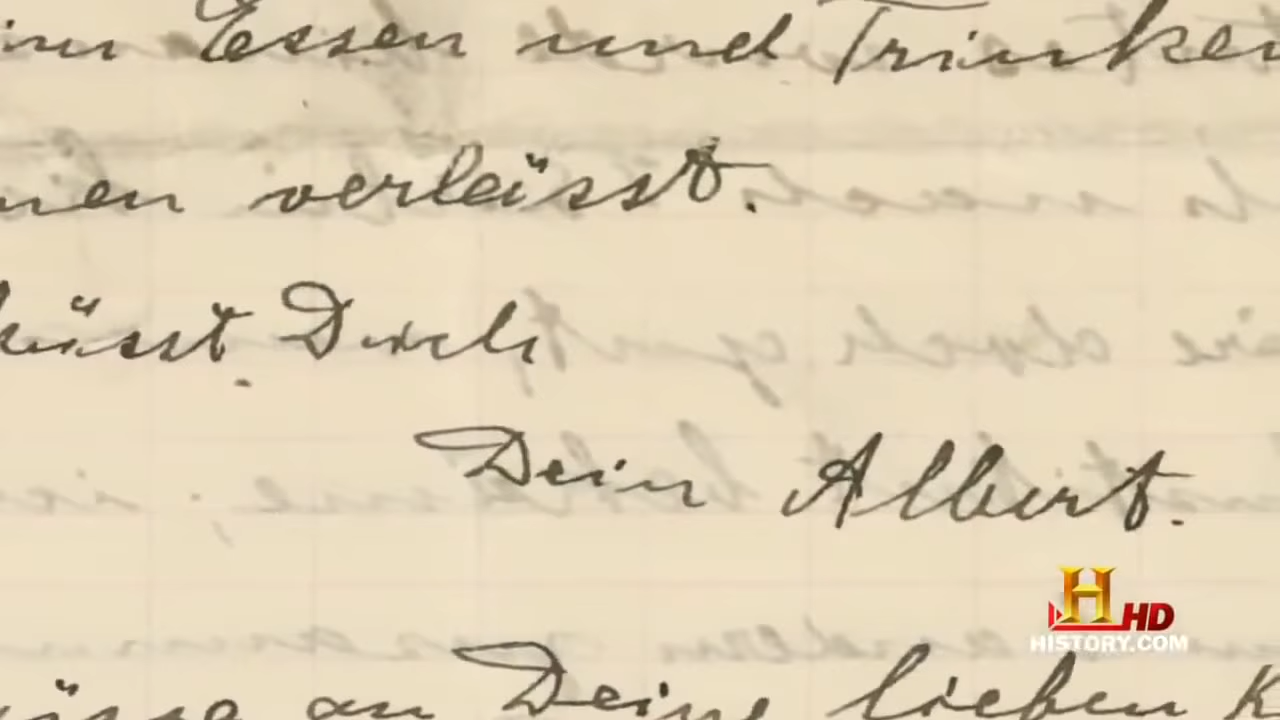 Essen und Trinken
verlässt.
küsst Dich
Dein Albert.
an Deine lieben K
H HD
HISTORY.COM